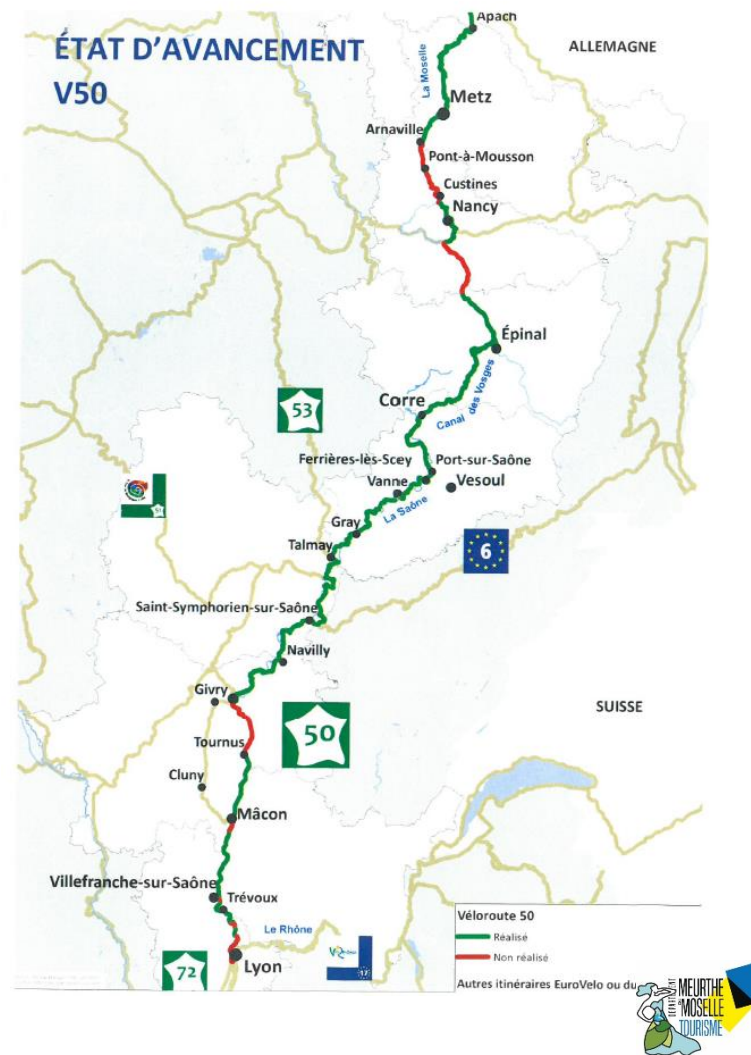 ÉTAT D'AVANCEMENT
V50
Apach
ALLEMAGNE
La Moselle
Metz
Arnaville
Pont-à-Mousson
Custines
Nancy
Épinal
Canal des Vosges
Corre
53
Ferrières-lès-Scey
Port-sur-Saône
Vanne
Vesoul
La Saône
Gray
Talmay
6
Saint-Symphorien-sur-Saône
Navilly
Givry
50
SUISSE
Tournus
Cluny
Mâcon
Villefranche-sur-Saône
Trévoux
Le Rhône
72
Lyon
17
Véloroute 50
Réalisé
Non réalisé
Autres itinéraires EuroVelo ou du
DÉPARTEMENT
MEURTHE
& MOSELLE
TOURISME